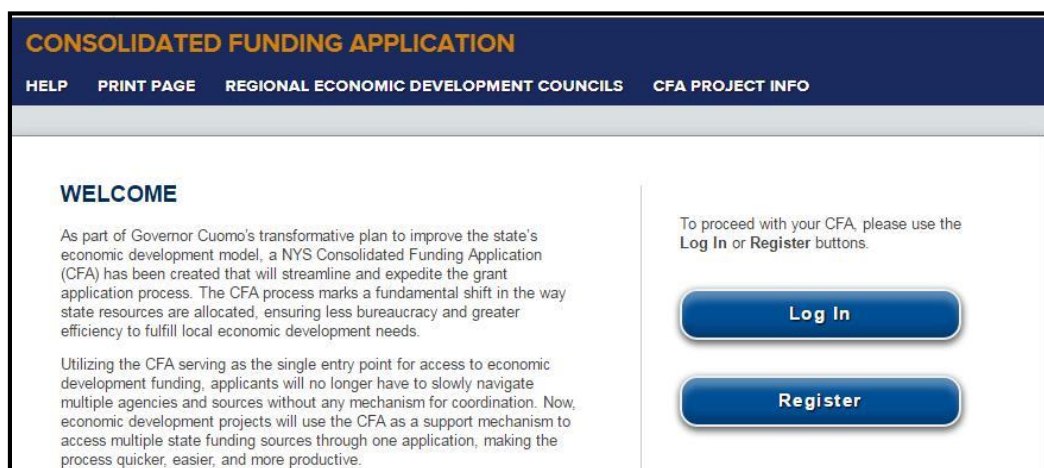 CONSOLIDATED FUNDING APPLICATION
HELP PRINT PAGE REGIONAL ECONOMIC DEVELOPMENT COUNCILS CFA PROJECT INFO
WELCOME
As part of Governor Cuomo's transformative plan to improve the state's
economic development model, a NYS Consolidated Funding Application
(CFA) has been created that will streamline and expedite the grant
application process. The CFA process marks a fundamental shift in the way
state resources are allocated, ensuring less bureaucracy and greater
efficiency to fulfill local economic development needs.
Utilizing the CFA serving as the single entry point for access to economic
development funding, applicants will no longer have to slowly navigate
multiple agencies and sources without any mechanism for coordination. Now,
economic development projects will use the CFA as a support mechanism to
access multiple state funding sources through one application, making the
process quicker, easier, and more productive.
To proceed with your CFA, please use the
Log In or Register buttons.
Log In
Register